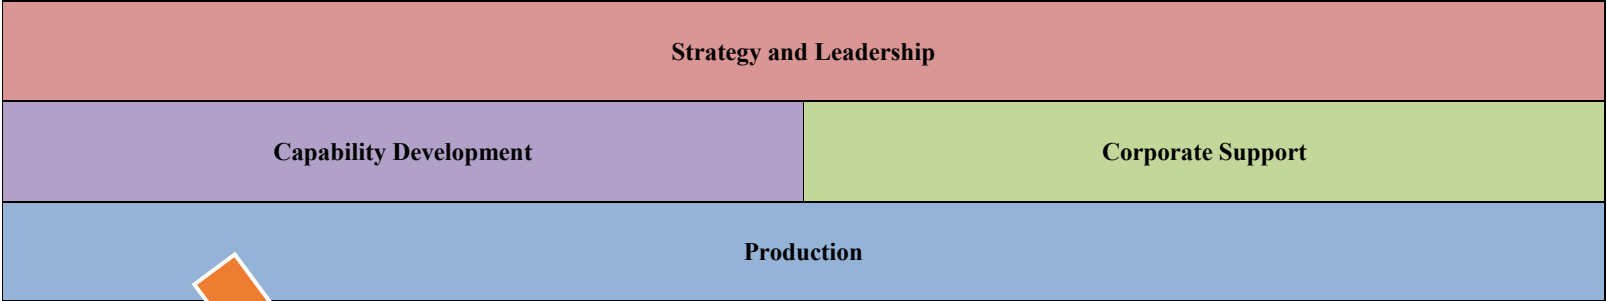 Strategy and Leadership
Capability Development
Corporate Support
Production